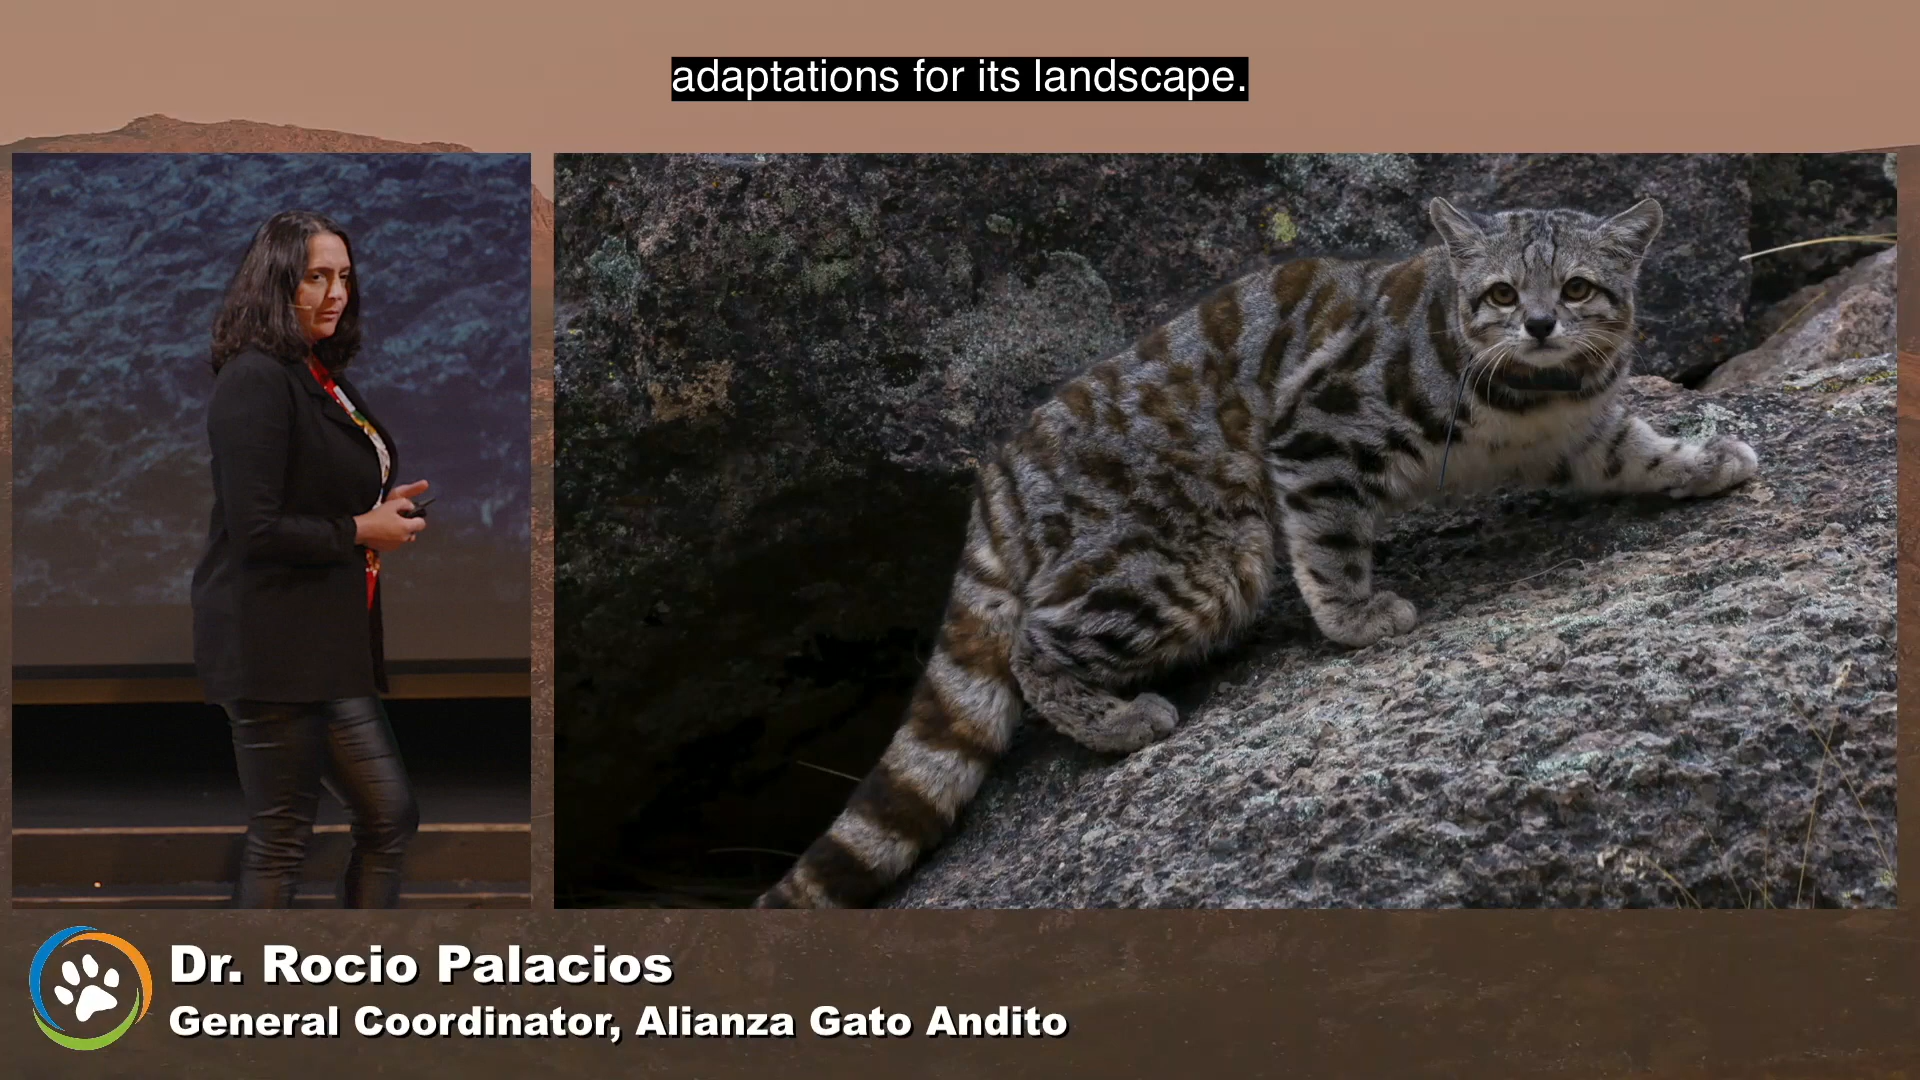 adaptations for its landscape.
Dr. Rocio Palacios
General Coordinator, Alianza Gato Andito